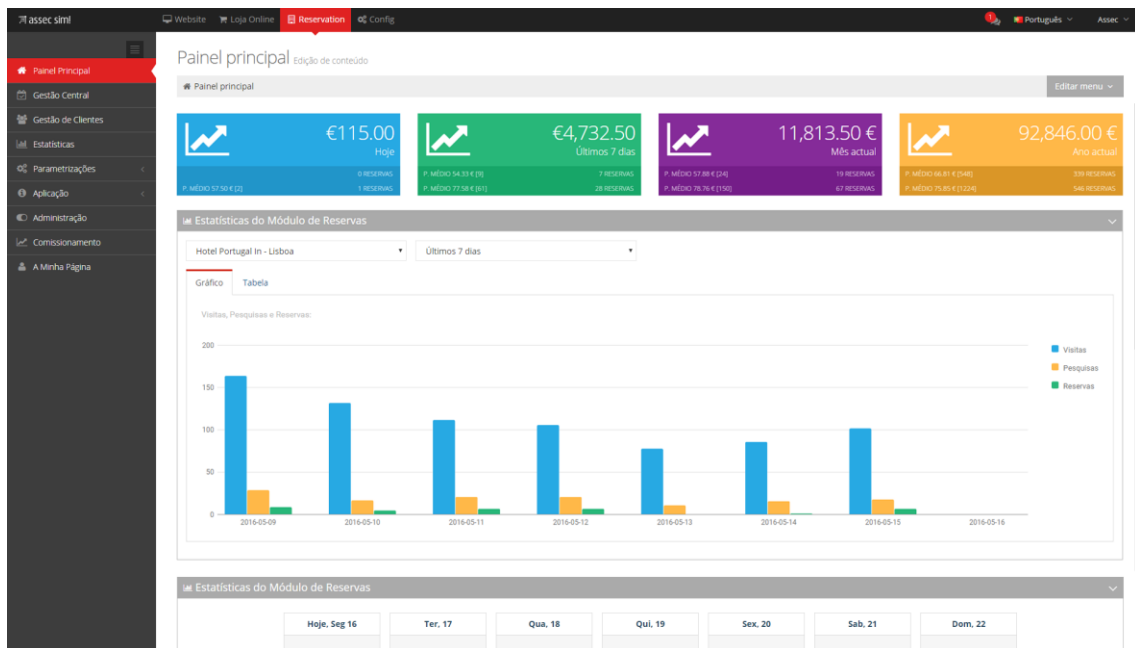 assec sim!
Website Loja Online Reservation Config
1 Português Assec
Painel Principal
Gestão Central
Gestão de Clientes
Estatísticas
Parametrizações
Aplicação
Administração
Comissionamento
A Minha Página
Painel principal Edição de conteúdo
Painel principal Editar menu
€115.00
Hoje
0 RESERVAS
P. MÉDIO 57.50 € [2] 1 RESERVAS
€4,732.50
Últimos 7 dias
P. MÉDIO 54.33 € [9] 7 RESERVAS
P. MÉDIO 77.58 € [61] 28 RESERVAS
11,813.50 €
Mês actual
P. MÉDIO 57.88 € [24] 19 RESERVAS
P. MÉDIO 78.76 € [150] 67 RESERVAS
92,846.00 €
Ano actual
P. MÉDIO 66.81 € [548] 339 RESERVAS
P. MÉDIO 75.85 € [1224] 546 RESERVAS
Estatísticas do Módulo de Reservas
Hotel Portugal In - Lisboa Últimos 7 dias
Gráfico Tabela
Visitas, Pesquisas e Reservas:
200
150
100
50
0
2016-05-09 2016-05-10 2016-05-11 2016-05-12 2016-05-13 2016-05-14 2016-05-15 2016-05-16
Visitas
Pesquisas
Reservas
Estatísticas do Módulo de Reservas
Hoje, Seg 16 Ter, 17 Qua, 18 Qui, 19 Sex, 20 Sab, 21 Dom, 22